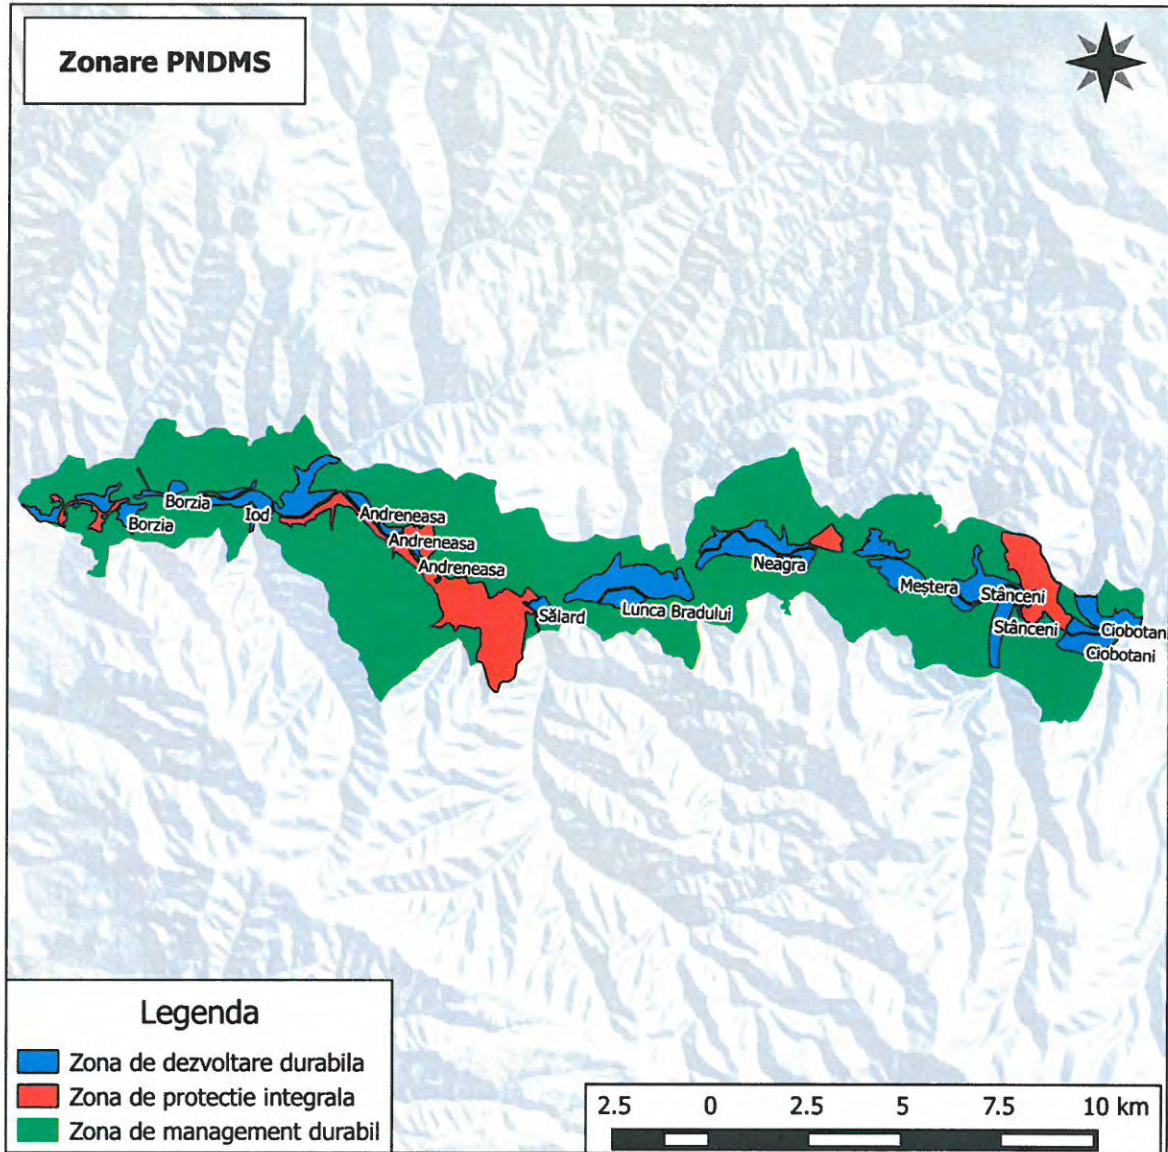 Zonare PNDMS
Borzia
Borzia
Iod
Andreneasa
Andreneasa
Andreneasa
Sălard
Lunca Bradului
Neagra
Meștera
Stânceni
Stânceni
Ciobotani
Ciobotani
Legenda
Zona de dezvoltare durabila
Zona de protectie integrala
Zona de management durabil
2.5 0 2.5 5 7.5 10 km